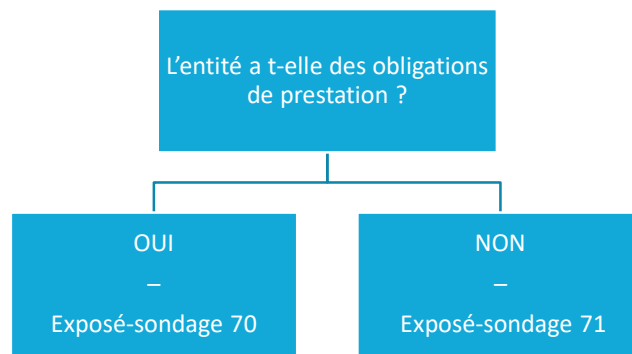 L'entité a t-elle des obligations
de prestation ?
OUI
–
Exposé-sondage 70
NON
–
Exposé-sondage 71